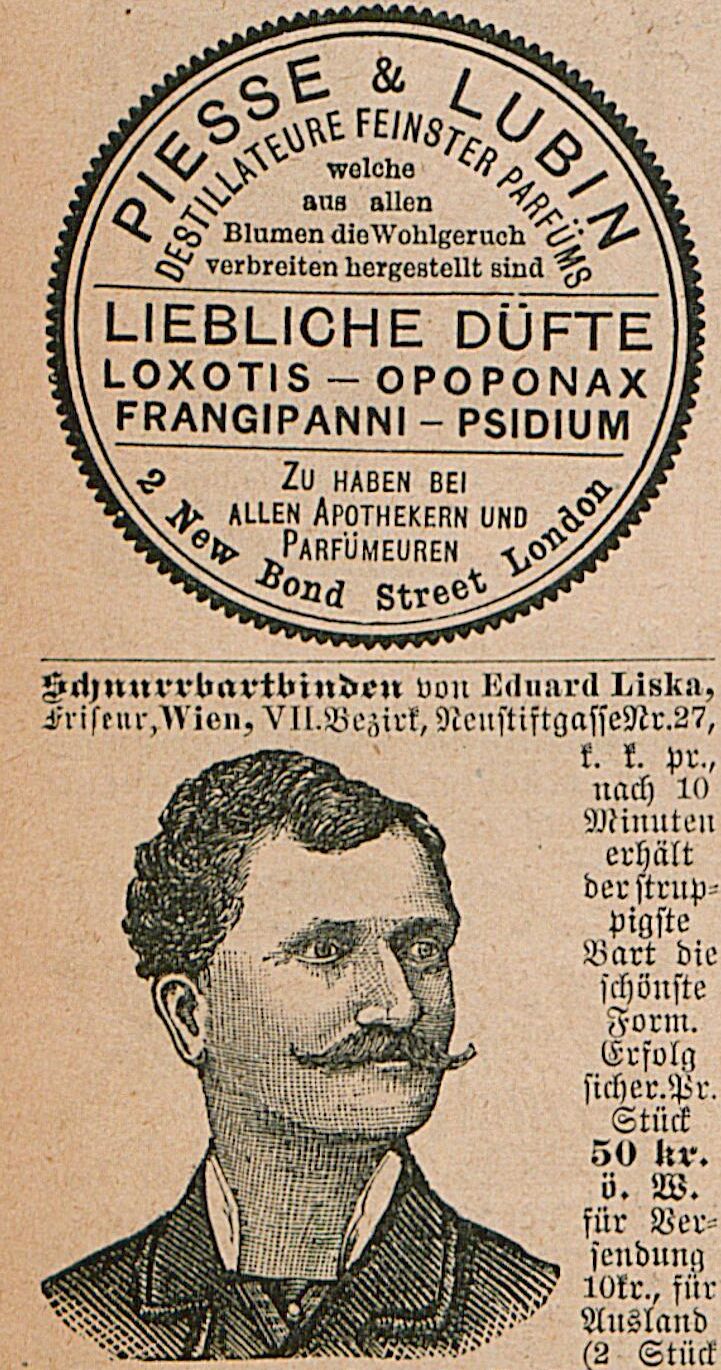 PIESSE & LUBIN
DESTILLATEURE FEINSTER PARFÜMS
welche
aus allen
Blumen die Wohlgeruch
verbreiten hergestellt sind
LIEBLICHE DÜFTE
LOXOTIS – OPOPONAX
FRANGIPANNI – PSIDIUM
ZU HABEN BEI
ALLEN APOTHEKERN UND
PARFÜMEUREN
2 New Bond Street London
Schnurrbartbinden von Eduard Liska,
Friseur, Wien, VII. Bezirk, Neustiftgasse Nr. 27,
k. k. pr.,
nach 10
Minuten
erhält
der strup-
pigste
Bart die
schönste
Form.
Erfolg
sicher. Pr.
Stück
50 kr.
ö. W.
für Ver-
sendung
10kr., für
Ausland
(2 Stück